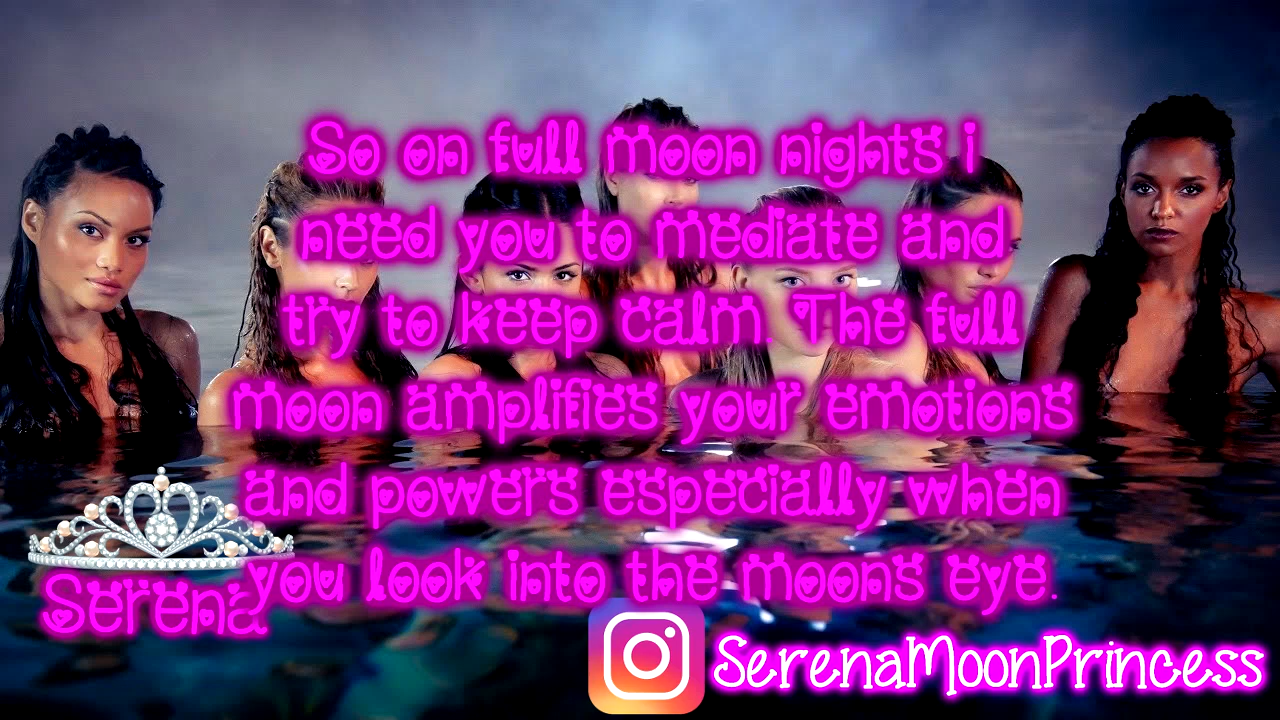 So on full moon nights i
need you to mediate and
try to keep calm. The full
moon amplifies your emotions
and powers especially when
you look into the moons eye.
Serena
SerenaMoonPrincess